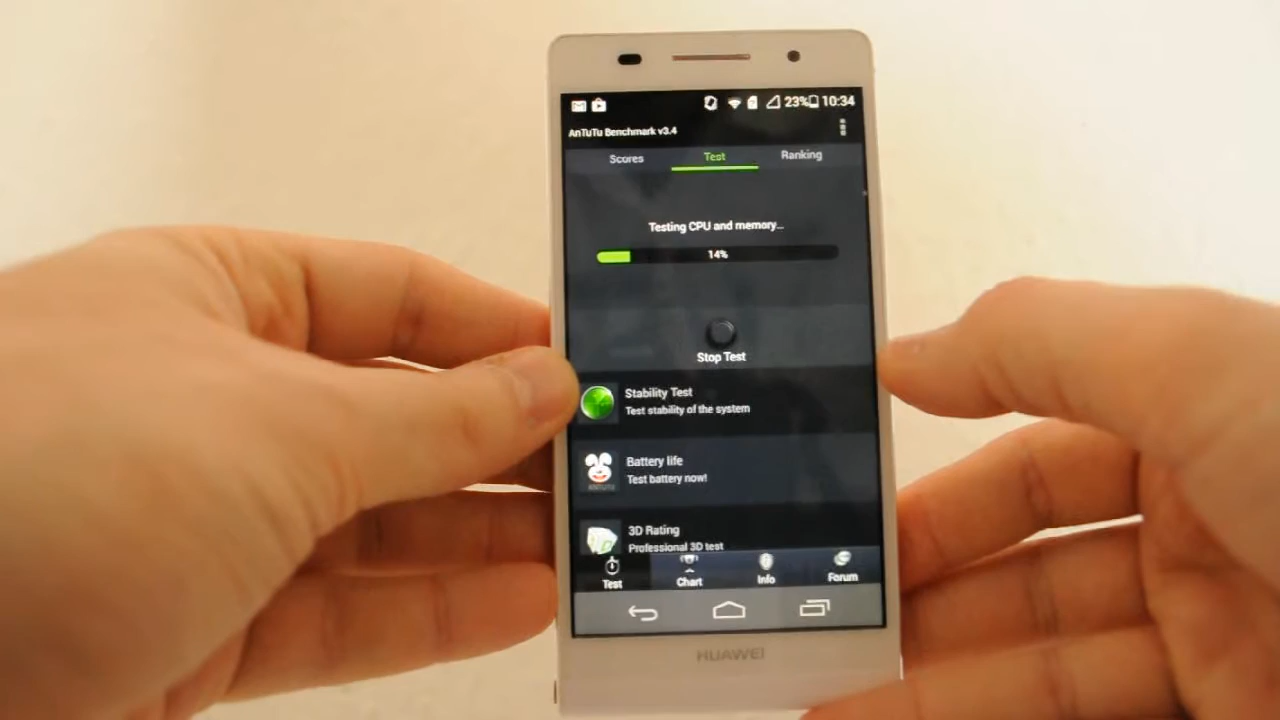 23% 10:34
AnTuTu Benchmark v3.4
Scores Test Ranking
Testing CPU and memory...
14%
Stop Test
Stability Test
Test stability of the system
Battery life
Test battery now!
ANTUTU
3D Rating
Professional 3D test
Test Chart Info Forum
HUAWEI